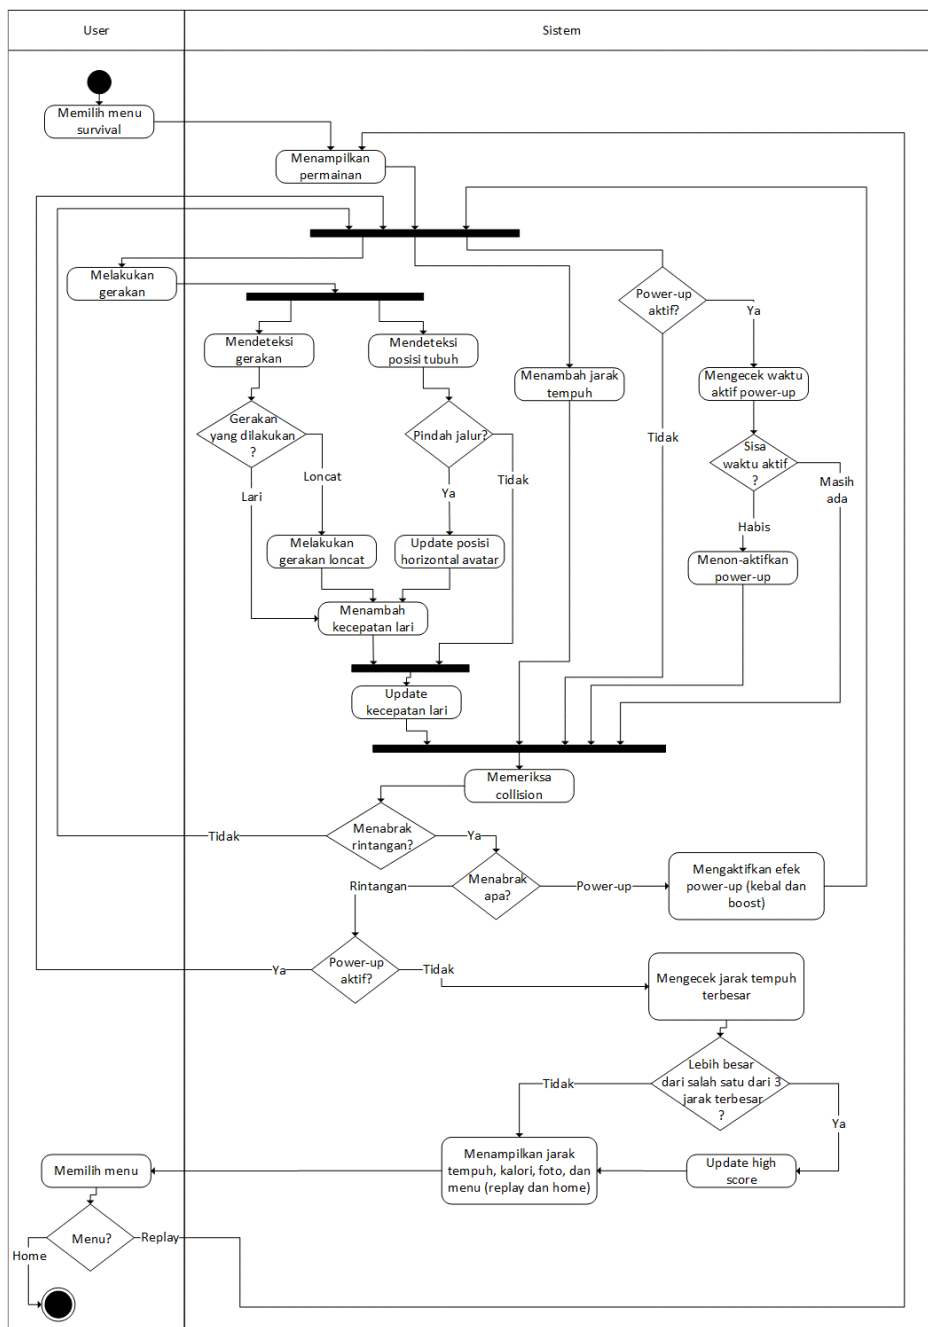 User
Sistem
Memilih menu
survival
Menampilkan
permainan
Melakukan
gerakan
Power-up
aktif?
Ya
Mendeteksi
gerakan
Mendeteksi
posisi tubuh
Menambah jarak
tempuh
Mengecek waktu
aktif power-up
Gerakan
yang dilakukan
?
Pindah jalur?
Tidak
Sisa
waktu aktif
?
Loncat
Tidak
Masih
ada
Lari
Ya
Habis
Melakukan
gerakan loncat
Update posisi
horizontal avatar
Menon-aktifkan
power-up
Menambah
kecepatan lari
Update
kecepatan lari
Memeriksa
collision
Menabrak
rintangan?
Tidak
Ya
Menabrak
apa?
Rintangan
Power-up
Mengaktifkan efek
power-up (kebal dan
boost)
Power-up
aktif?
Ya
Tidak
Mengecek jarak tempuh
terbesar
Lebih besar
dari salah satu dari 3
jarak terbesar
?
Tidak
Ya
Memilih menu
Menampilkan jarak
tempuh, kalori, foto, dan
menu (replay dan home)
Update high
score
Menu?
Replay
Home